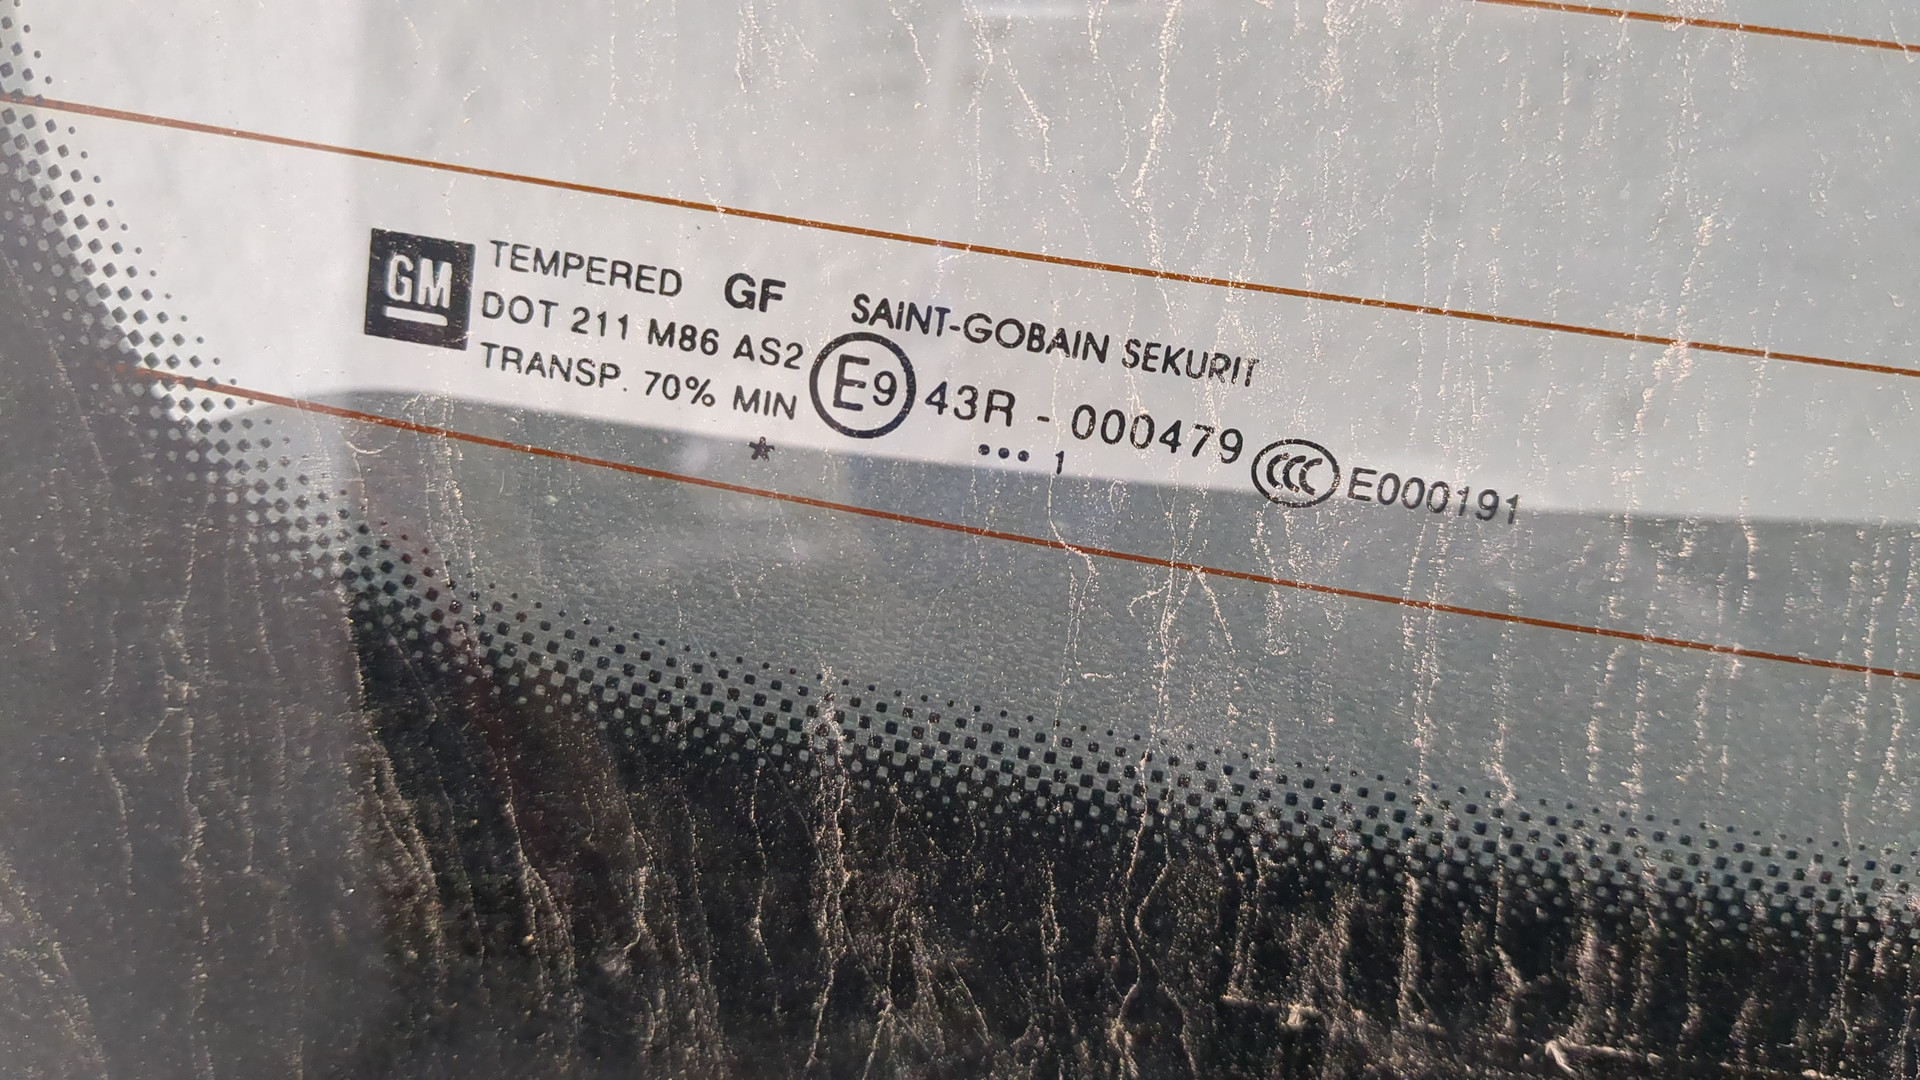 GM
TEMPERED GF SAINT-GOBAIN SEKURIT
DOT 211 M86 AS2
TRANSP. 70% MIN E9 43R - 000479 CCC E000191
* ••• 1